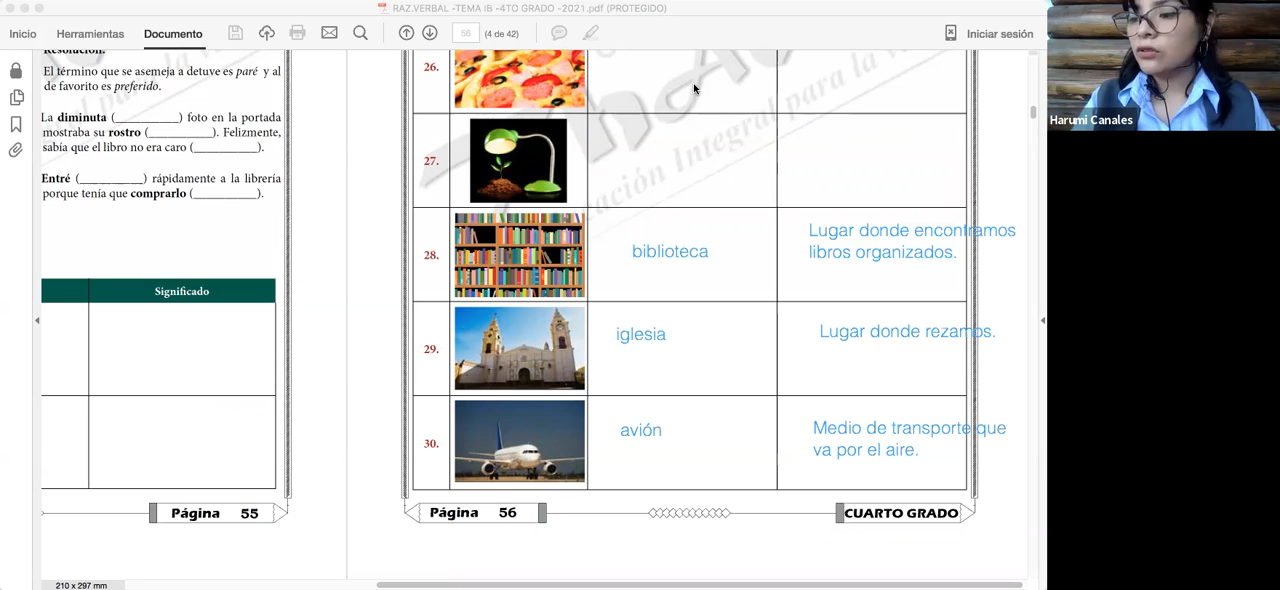 RAZ.VERBAL -TEMA IB -4TO GRADO -2021.pdf (PROTEGIDO)
Inicio
Herramientas
Documento
56
(4 de 42)
Iniciar sesión
Harumi Canales
Resolución:
El término que se asemeja a detuve es paré y al
de favorito es preferido.
La diminuta (__________) foto en la portada
mostraba su rostro (__________). Felizmente,
sabía que el libro no era caro (__________).
Entré (__________) rápidamente a la librería
porque tenía que comprarlo (__________).
Significado
Página 55
26.
27.
28.
biblioteca
Lugar donde encontramos
libros organizados.
29.
iglesia
Lugar donde rezamos.
30.
avión
Medio de transporte que
va por el aire.
Página 56
CUARTO GRADO
210 x 297 mm